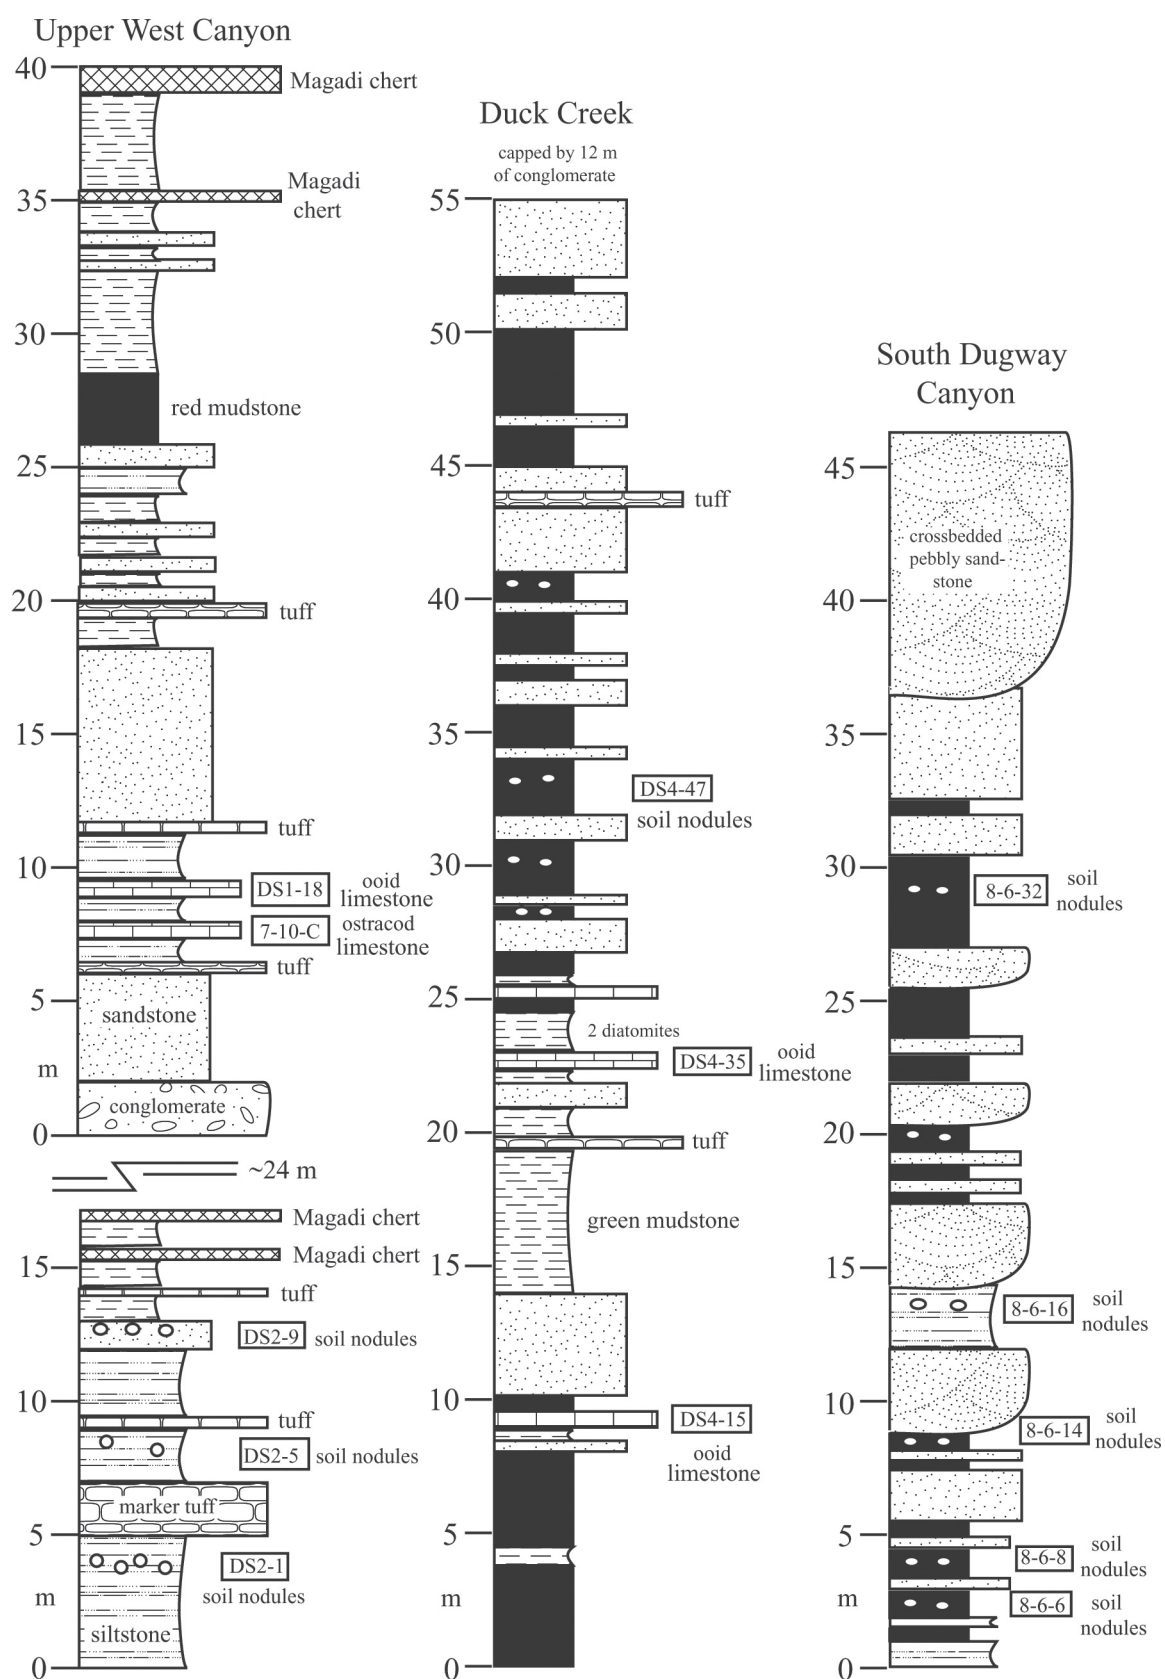 Upper West Canyon
40
Magadi chert
Magadi
chert
35
30
red mudstone
25
20
tuff
15
tuff
10
DS1-18
ooid
limestone
7-10-C
ostracod
limestone
tuff
5
sandstone
m
conglomerate
0
~24 m
Magadi chert
Magadi chert
15
tuff
DS2-9
soil nodules
10
tuff
DS2-5
soil nodules
marker tuff
5
DS2-1
soil nodules
m
siltstone
0
Duck Creek
capped by 12 m
of conglomerate
55
50
45
tuff
40
35
DS4-47
soil nodules
30
25
2 diatomites
DS4-35
ooid
limestone
20
tuff
green mudstone
15
10
DS4-15
ooid
limestone
5
m
0
South Dugway
Canyon
45
crossbedded
pebbly sand-
stone
40
35
30
8-6-32
soil
nodules
25
20
15
8-6-16
soil
nodules
10
8-6-14
soil
nodules
5
8-6-8
soil
nodules
m
8-6-6
soil
nodules
0